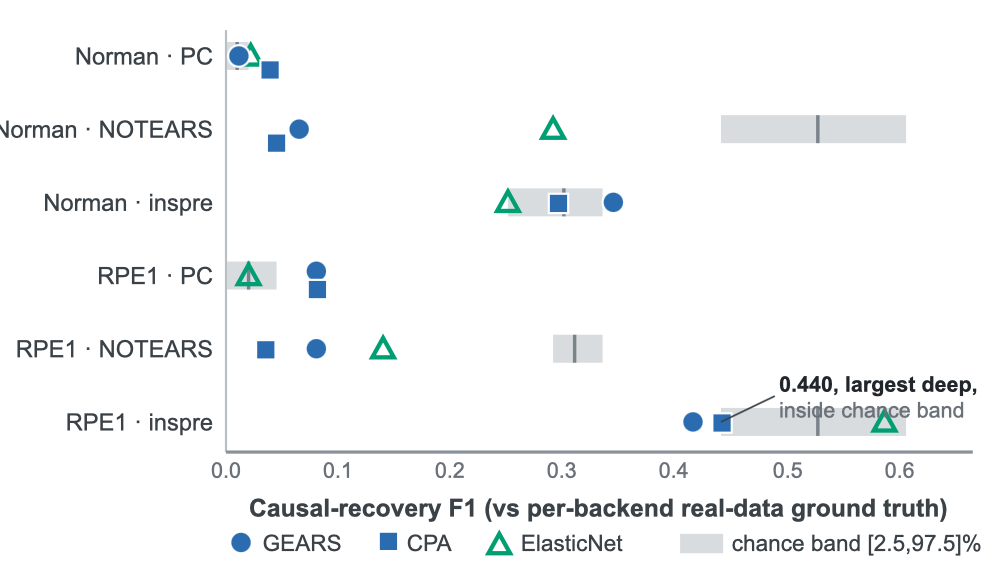 Norman · PC
Norman · NOTEARS
Norman · inspre
RPE1 · PC
RPE1 · NOTEARS
0.440, largest deep,
inside chance band
RPE1 · inspre
0.0 0.1 0.2 0.3 0.4 0.5 0.6
Causal-recovery F1 (vs per-backend real-data ground truth)
GEARS CPA ElasticNet chance band [2.5,97.5]%